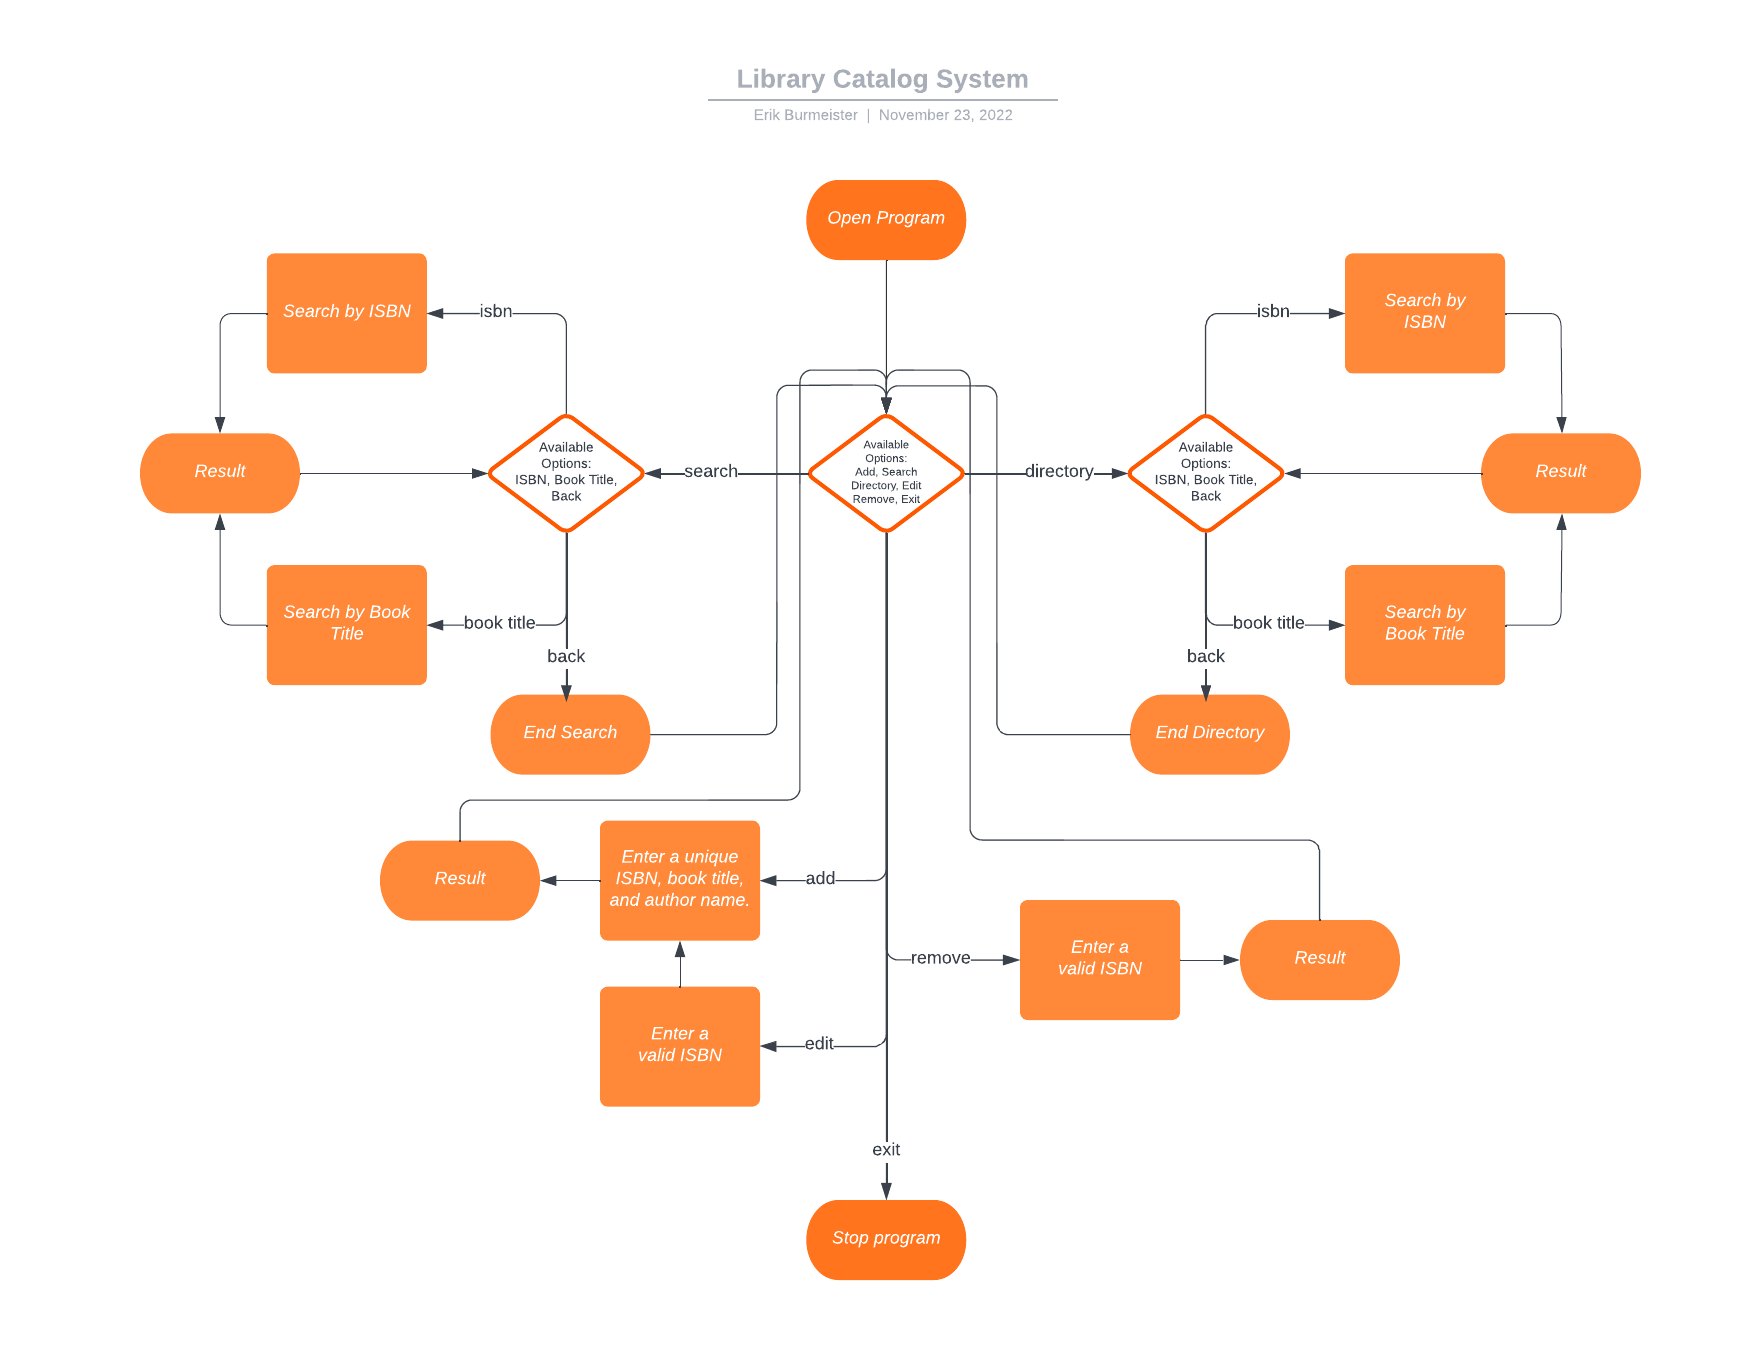 Library Catalog System
Erik Burmeister | November 23, 2022
Open Program
Search by ISBN
isbn
isbn
Search by
ISBN
Result
Available
Options:
ISBN, Book Title,
Back
search
Available
Options:
Add, Search
Directory, Edit
Remove, Exit
directory
Available
Options:
ISBN, Book Title,
Back
Result
Search by Book
Title
book title
back
book title
back
Search by
Book Title
End Search
End Directory
Result
Enter a unique
ISBN, book title,
and author name.
add
remove
Enter a
valid ISBN
Result
Enter a
valid ISBN
edit
exit
Stop program